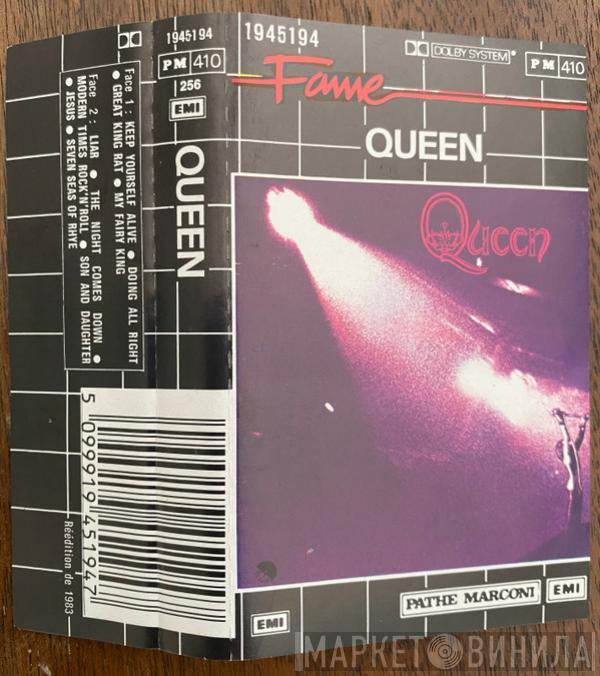 Face 1 : KEEP YOURSELF ALIVE • DOING ALL RIGHT
• GREAT KING RAT • MY FAIRY KING
Face 2 : LIAR • THE NIGHT COMES DOWN •
MODERN TIMES ROCK'N'ROLL • SON AND DAUGHTER
• JESUS • SEVEN SEAS OF RHYE
5 099919 451947
Réédition de 1983
1945194
PM 410
256
EMI
QUEEN
1945194
DOLBY SYSTEM
PM 410
Fame
QUEEN
Queen
PATHE MARCONI
EMI
EMI
МАРКЕТ ВИНИЛА